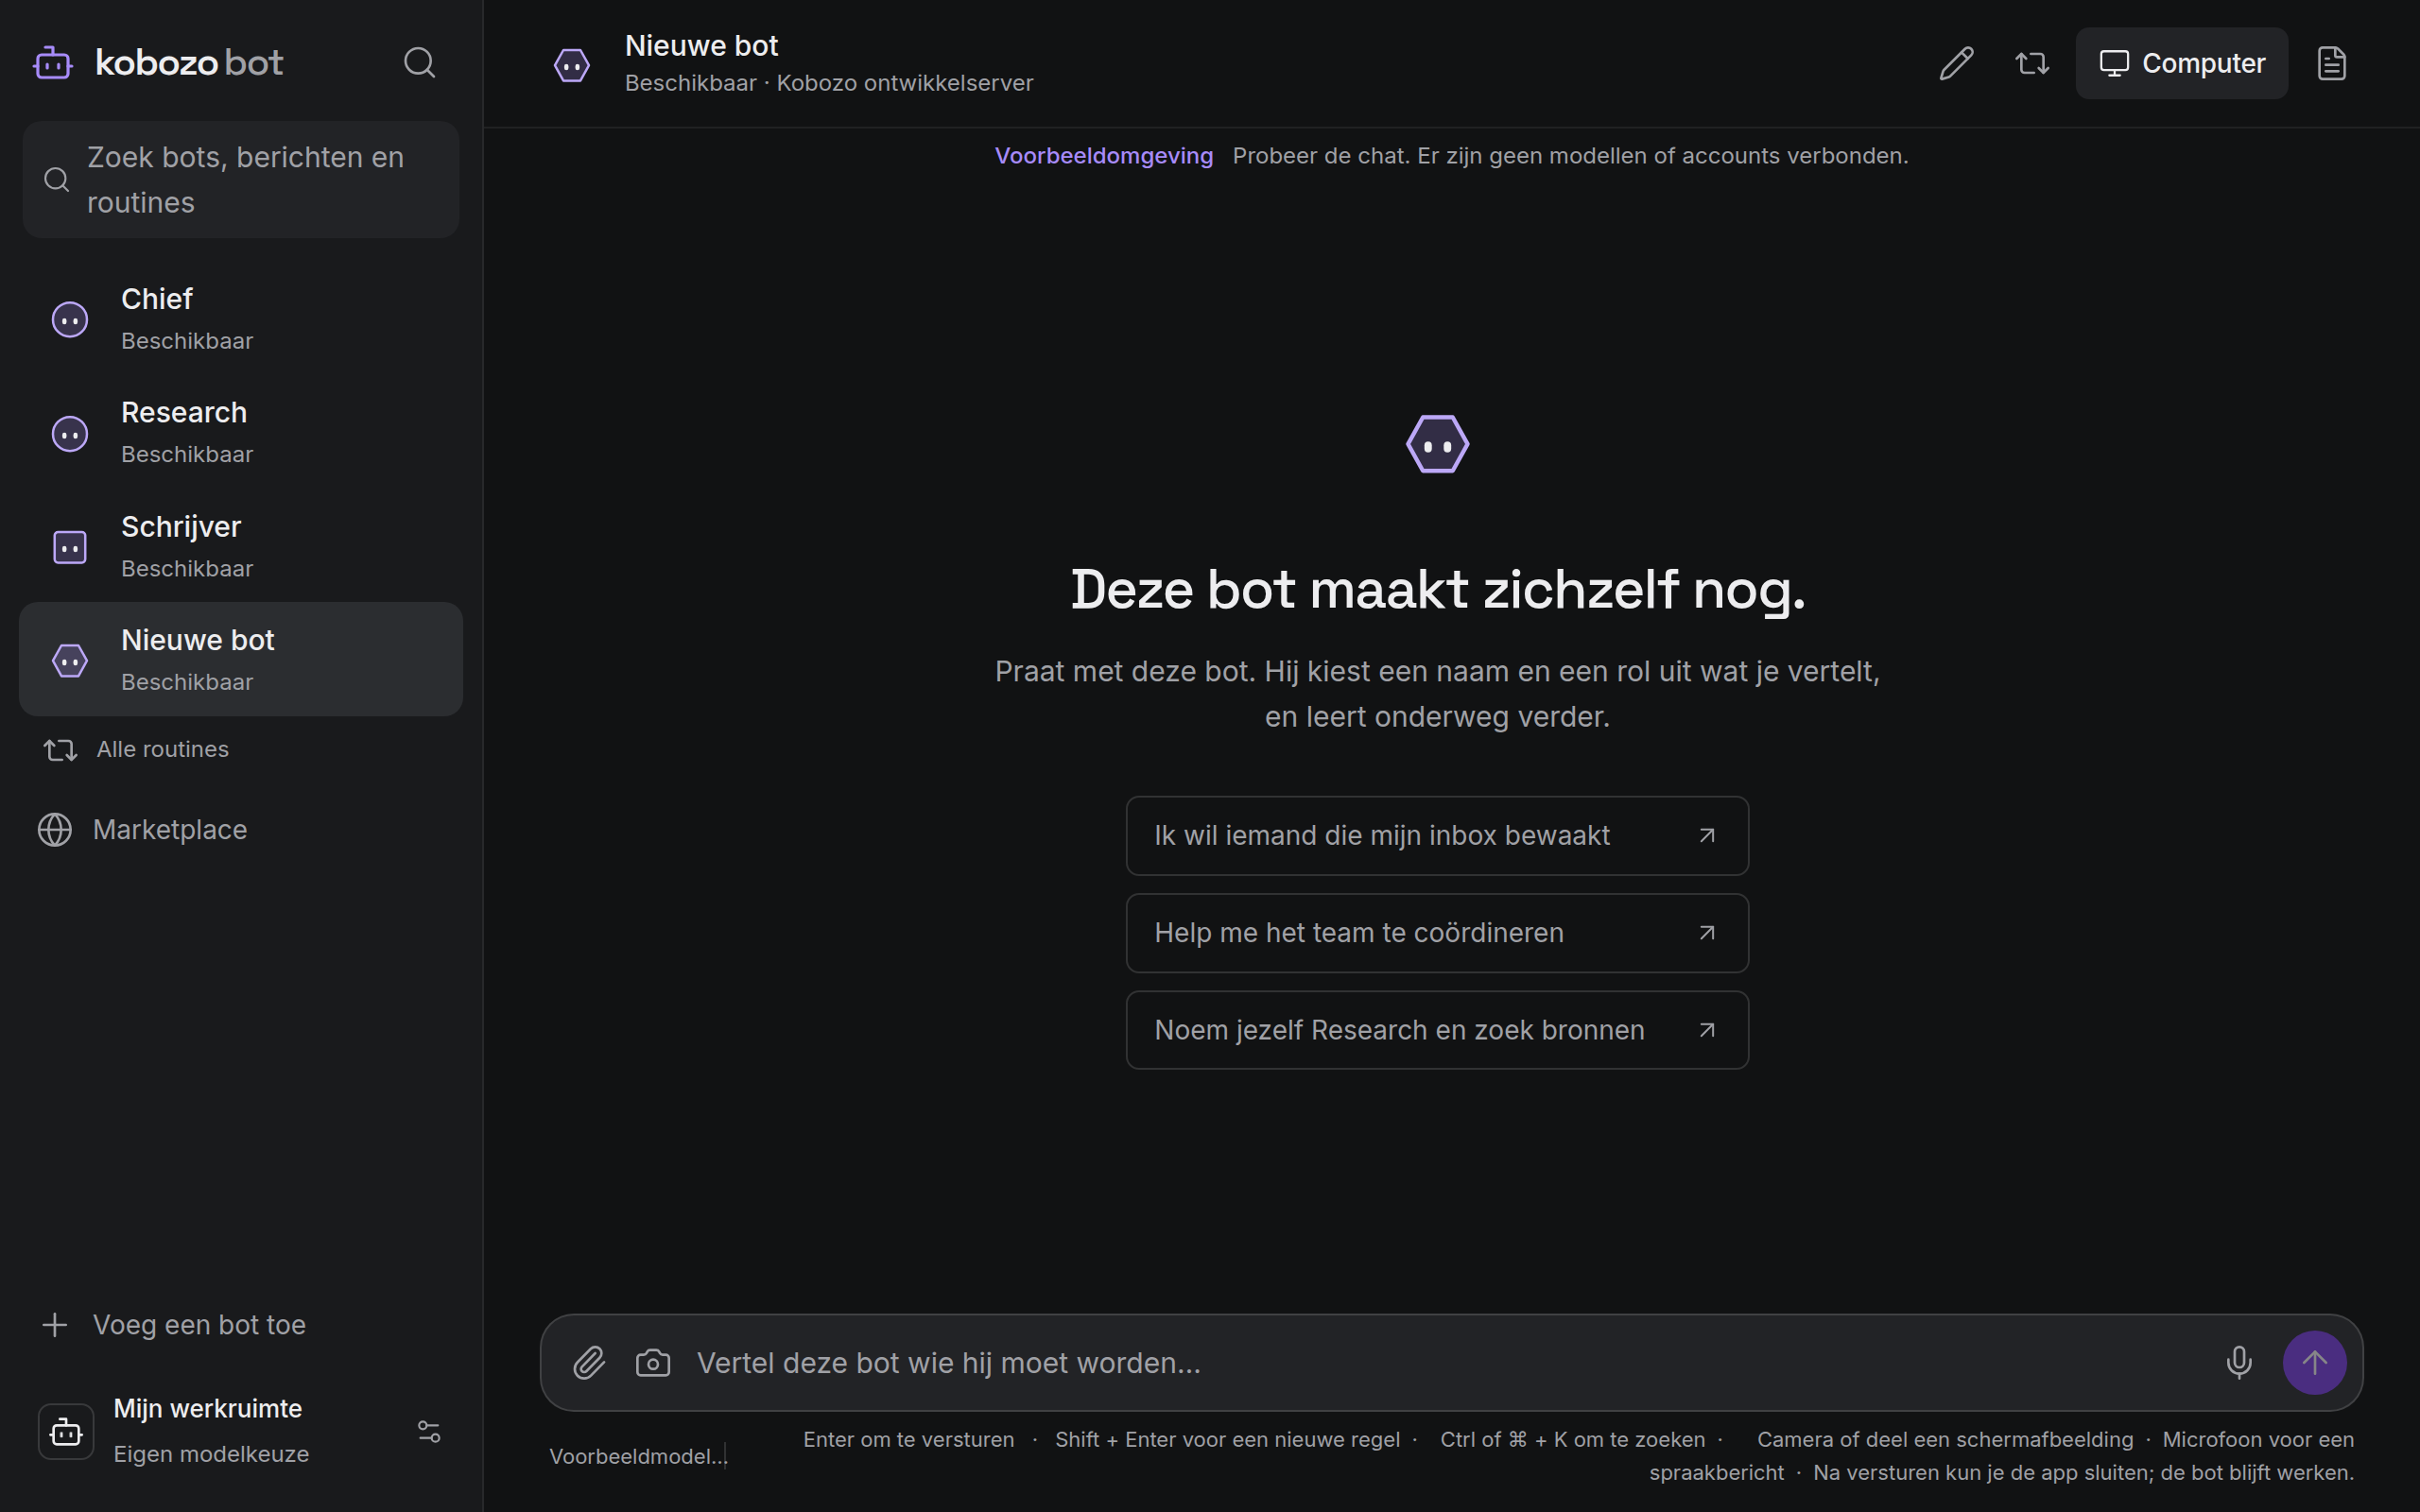 kobozo bot
Zoek bots, berichten en
routines
Chief
Beschikbaar
Research
Beschikbaar
Schrijver
Beschikbaar
Nieuwe bot
Beschikbaar
Alle routines
Marketplace
Voeg een bot toe
Mijn werkruimte
Eigen modelkeuze
Nieuwe bot
Beschikbaar · Kobozo ontwikkelserver
Computer
Voorbeeldomgeving Probeer de chat. Er zijn geen modellen of accounts verbonden.
Deze bot maakt zichzelf nog.
Praat met deze bot. Hij kiest een naam en een rol uit wat je vertelt,
en leert onderweg verder.
Ik wil iemand die mijn inbox bewaakt
Help me het team te coördineren
Noem jezelf Research en zoek bronnen
Vertel deze bot wie hij moet worden...
Voorbeeldmodel...
Enter om te versturen · Shift + Enter voor een nieuwe regel · Ctrl of ⌘ + K om te zoeken · Camera of deel een schermafbeelding · Microfoon voor een
spraakbericht · Na versturen kun je de app sluiten; de bot blijft werken.